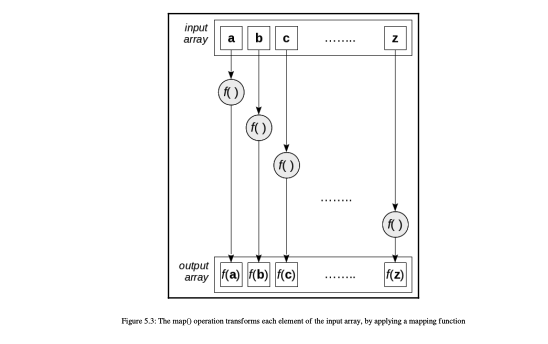 input array a b c ........ z
f( )
f( )
f( )
........
f( )
output array f(a) f(b) f(c) ........ f(z)
Figure 5.3: The map() operation transforms each element of the input array, by applying a mapping function